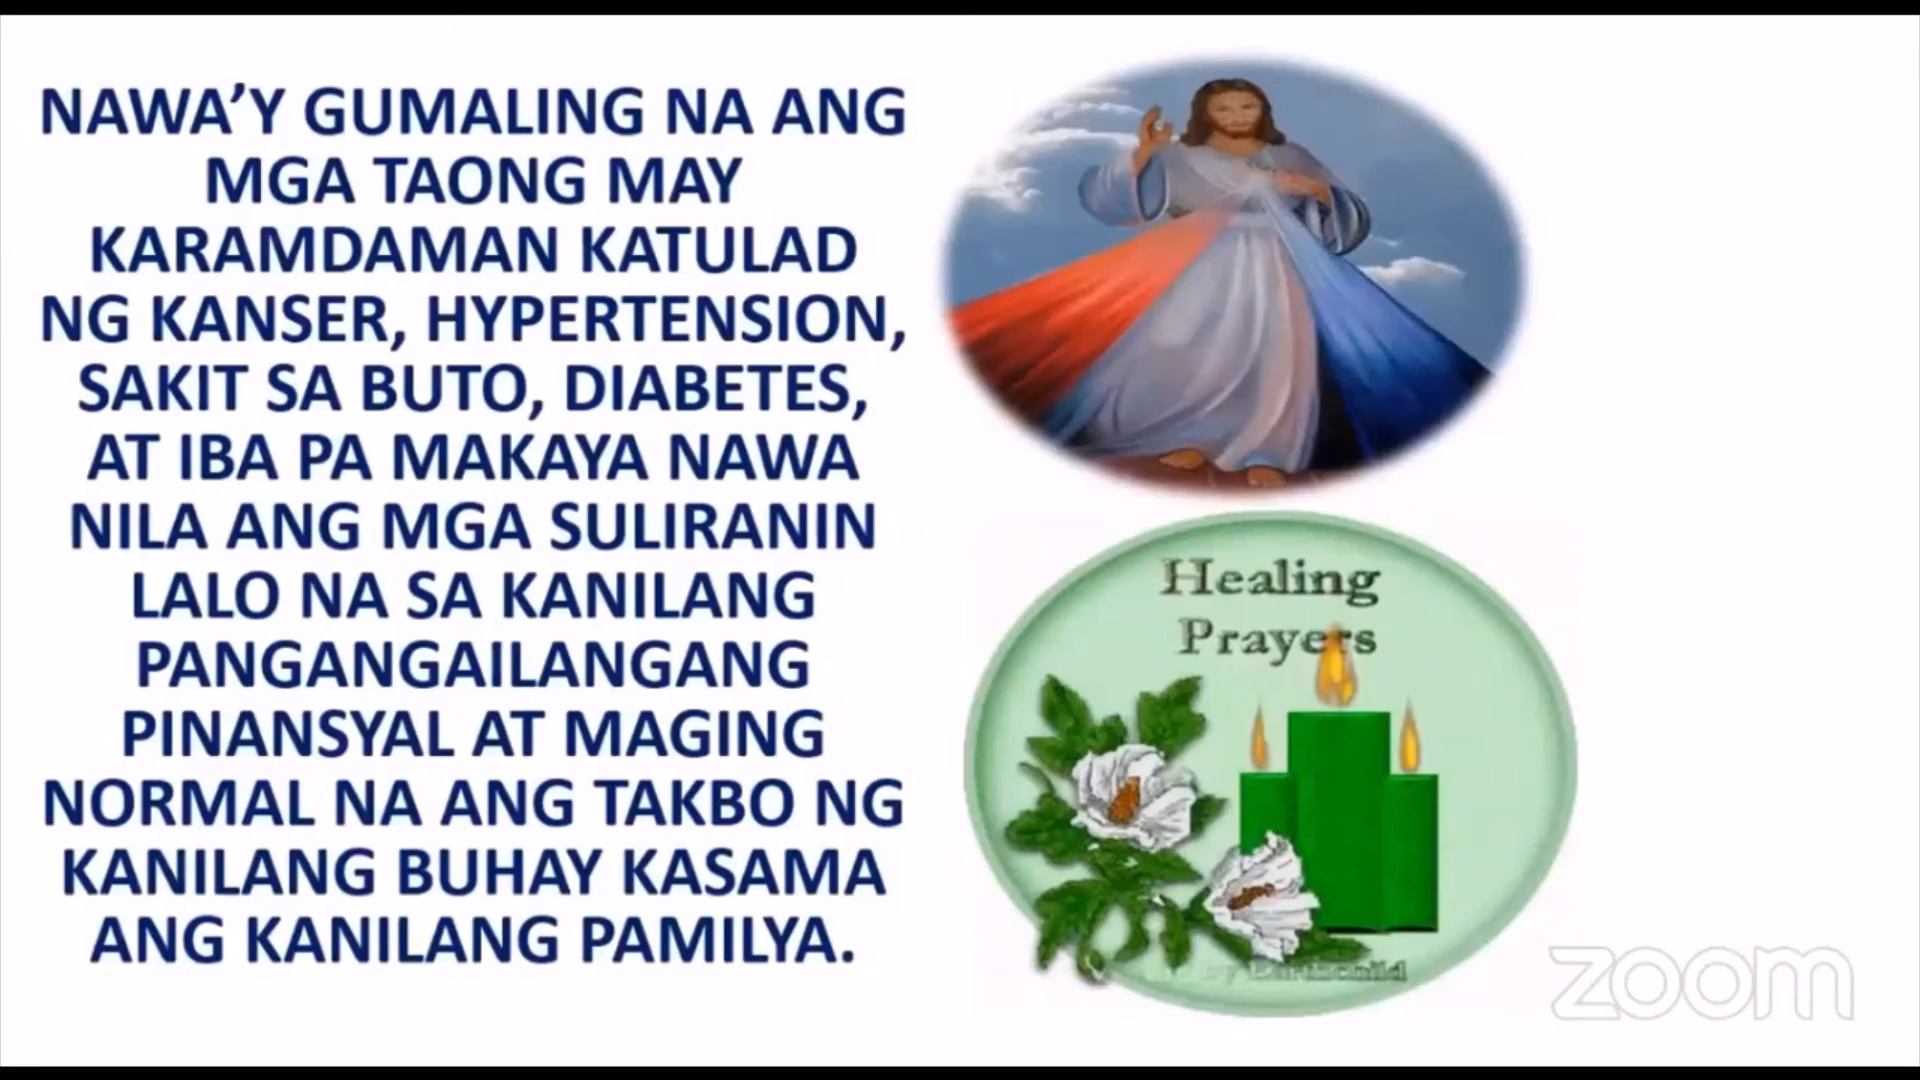 NAWA’Y GUMALING NA ANG
MGA TAONG MAY
KARAMDAMAN KATULAD
NG KANSER, HYPERTENSION,
SAKIT SA BUTO, DIABETES,
AT IBA PA MAKAYA NAWA
NILA ANG MGA SULIRANIN
LALO NA SA KANILANG
PANGANGAILANGANG
PINANSYAL AT MAGING
NORMAL NA ANG TAKBO NG
KANILANG BUHAY KASAMA
ANG KANILANG PAMILYA.
Healing
Prayers
by
zoom